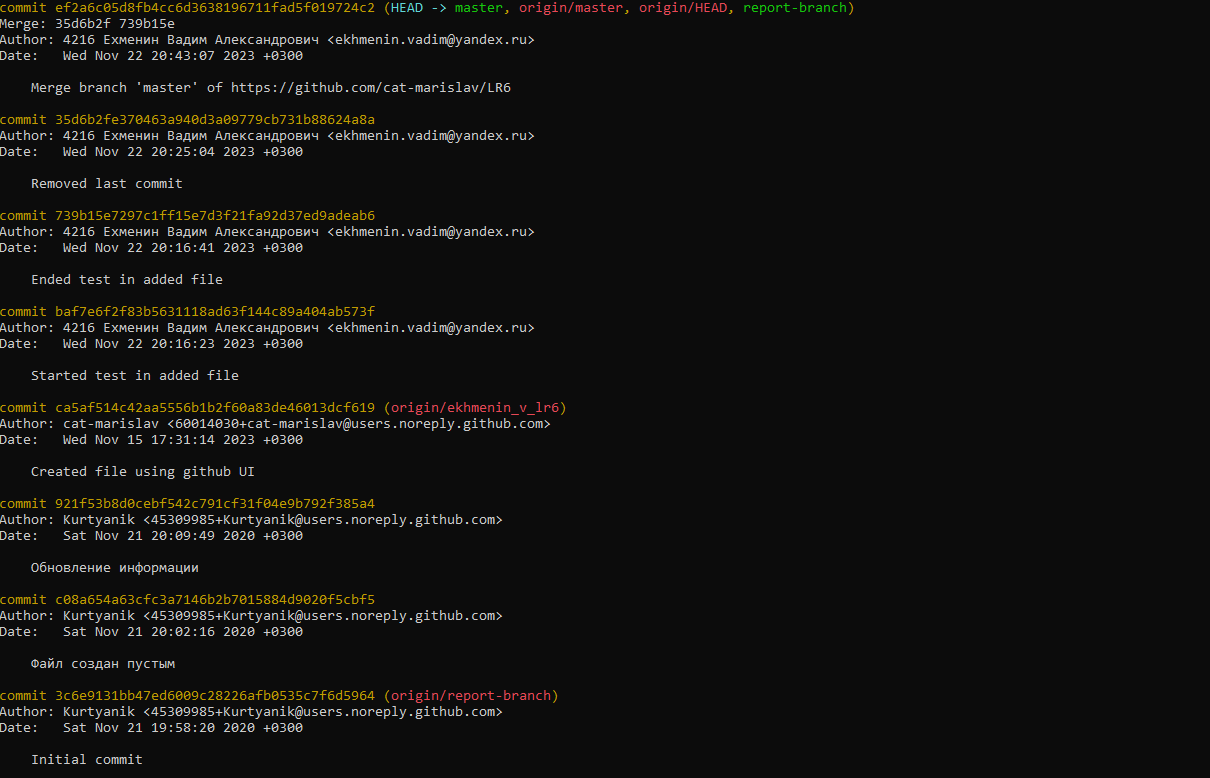 commit ef2a6c05d8fb4cc6d3638196711fad5f019724c2 (HEAD -> master, origin/master, origin/HEAD, report-branch)
Merge: 35d6b2f 739b15e
Author: 4216 Ехменин Вадим Александрович <ekhmenin.vadim@yandex.ru>
Date:   Wed Nov 22 20:43:07 2023 +0300
Merge branch 'master' of https://github.com/cat-marislav/LR6
commit 35d6b2fe370463a940d3a09779cb731b88624a8a
Author: 4216 Ехменин Вадим Александрович <ekhmenin.vadim@yandex.ru>
Date:   Wed Nov 22 20:25:04 2023 +0300
Removed last commit
commit 739b15e7297c1ff15e7d3f21fa92d37ed9adeab6
Author: 4216 Ехменин Вадим Александрович <ekhmenin.vadim@yandex.ru>
Date:   Wed Nov 22 20:16:41 2023 +0300
Ended test in added file
commit baf7e6f2f83b5631118ad63f144c89a404ab573f
Author: 4216 Ехменин Вадим Александрович <ekhmenin.vadim@yandex.ru>
Date:   Wed Nov 22 20:16:23 2023 +0300
Started test in added file
commit ca5af514c42aa5556b1b2f60a83de46013dcf619 (origin/ekhmenin_v_lr6)
Author: cat-marislav <60014030+cat-marislav@users.noreply.github.com>
Date:   Wed Nov 15 17:31:14 2023 +0300
Created file using github UI
commit 921f53b8d0cebf542c791cf31f04e9b792f385a4
Author: Kurtyanik <45309985+Kurtyanik@users.noreply.github.com>
Date:   Sat Nov 21 20:09:49 2020 +0300
Обновление информации
commit c08a654a63cfc3a7146b2b7015884d9020f5cbf5
Author: Kurtyanik <45309985+Kurtyanik@users.noreply.github.com>
Date:   Sat Nov 21 20:02:16 2020 +0300
Файл создан пустым
commit 3c6e9131bb47ed6009c28226afb0535c7f6d5964 (origin/report-branch)
Author: Kurtyanik <45309985+Kurtyanik@users.noreply.github.com>
Date:   Sat Nov 21 19:58:20 2020 +0300
Initial commit